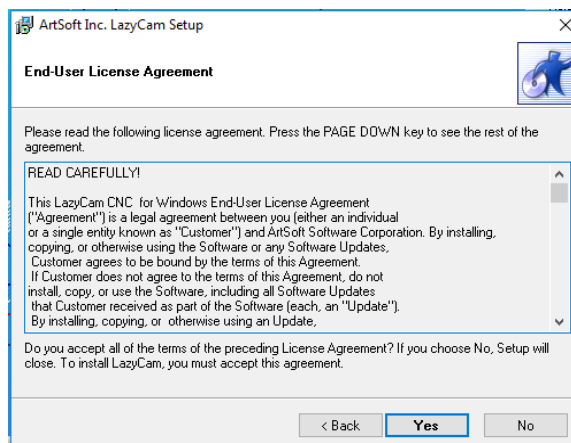 ArtSoft Inc. LazyCam Setup
End-User License Agreement
Please read the following license agreement. Press the PAGE DOWN key to see the rest of the
agreement.
READ CAREFULLY!
This LazyCam CNC  for Windows End-User License Agreement
("Agreement") is a legal agreement between you (either an individual
or a single entity known as "Customer") and ArtSoft Software Corporation. By installing,
copying, or otherwise using the Software or any Software Updates,
Customer agrees to be bound by the terms of this Agreement.
If Customer does not agree to the terms of this Agreement, do not
install, copy, or use the Software, including all Software Updates
that Customer received as part of the Software (each, an "Update").
By installing, copying, or  otherwise using an Update,
Do you accept all of the terms of the preceding License Agreement? If you choose No, Setup will
close. To install LazyCam, you must accept this agreement.
< Back
Yes
No